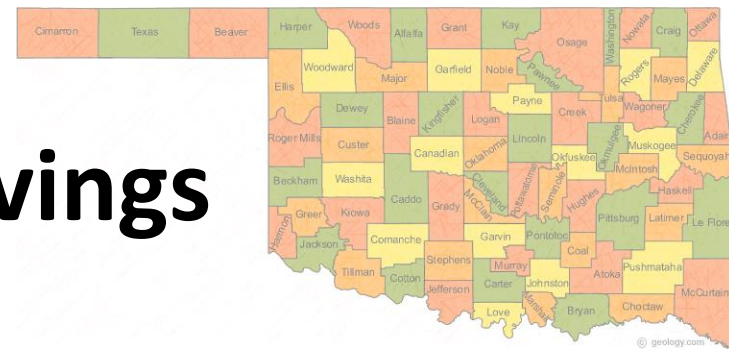 Cimarron Texas Beaver Harper Woods Alfalfa Grant Kay Osage Washington Nowata Craig Ottawa
Ellis Woodward Major Garfield Noble Pawnee Rogers Mayes Delaware
Dewey Blaine Kingfisher Logan Payne Creek Tulsa Wagoner Cherokee Adair
Roger Mills Custer Canadian Oklahoma Lincoln Okfuskee Okmulgee Muskogee McIntosh Sequoyah
vings
Beckham Washita Caddo Grady McClain Cleveland Pottawatomie Seminole Hughes Pittsburg Haskell Latimer Le Flore
Harmon Greer Kiowa Jackson Comanche Stephens Garvin Pontotoc Coal Atoka Pushmataha McCurtain
Tillman Cotton Jefferson Murray Carter Johnston Love Marshall Bryan Choctaw
© geology.com